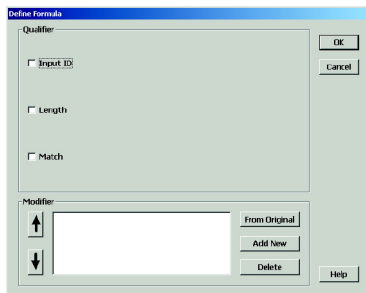 Define Formula
Qualifier
OK
Input ID
Cancel
Length
Match
Modifier
From Original
Add New
Delete
Help